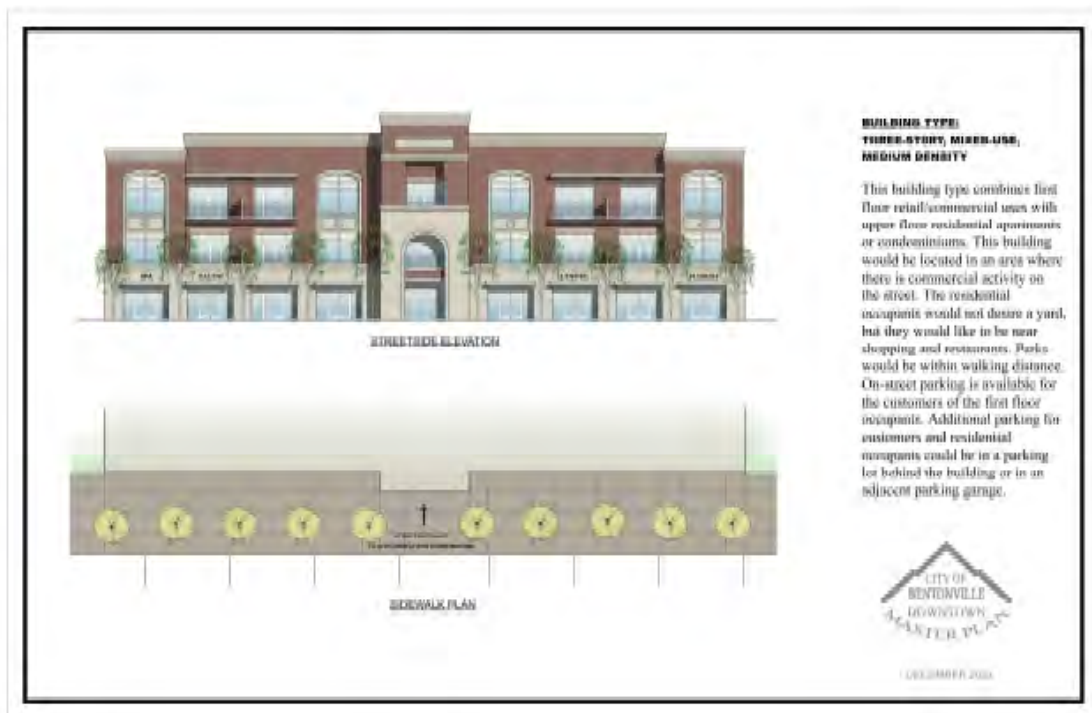 BUILDING TYPE:
THREE-STORY, MIXED-USE,
MEDIUM DENSITY
This building type combines first
floor retail/commercial uses with
upper floor residential apartments
or condominiums. This building
would be located in an area where
there is commercial activity on
the street. The residential
occupants would not desire a yard,
but they would like to be near
shopping and restaurants. Parks
would be within walking distance.
On-street parking is available for
the customers of the first floor
occupants. Additional parking for
customers and residential
occupants could be in a parking
lot behind the building or in an
adjacent parking garage.
SPA
SALON
FLORIST
STREETSIDE ELEVATION
SIDEWALK PLAN
CITY OF
BENTONVILLE
DOWNTOWN
MASTER PLAN
DECEMBER